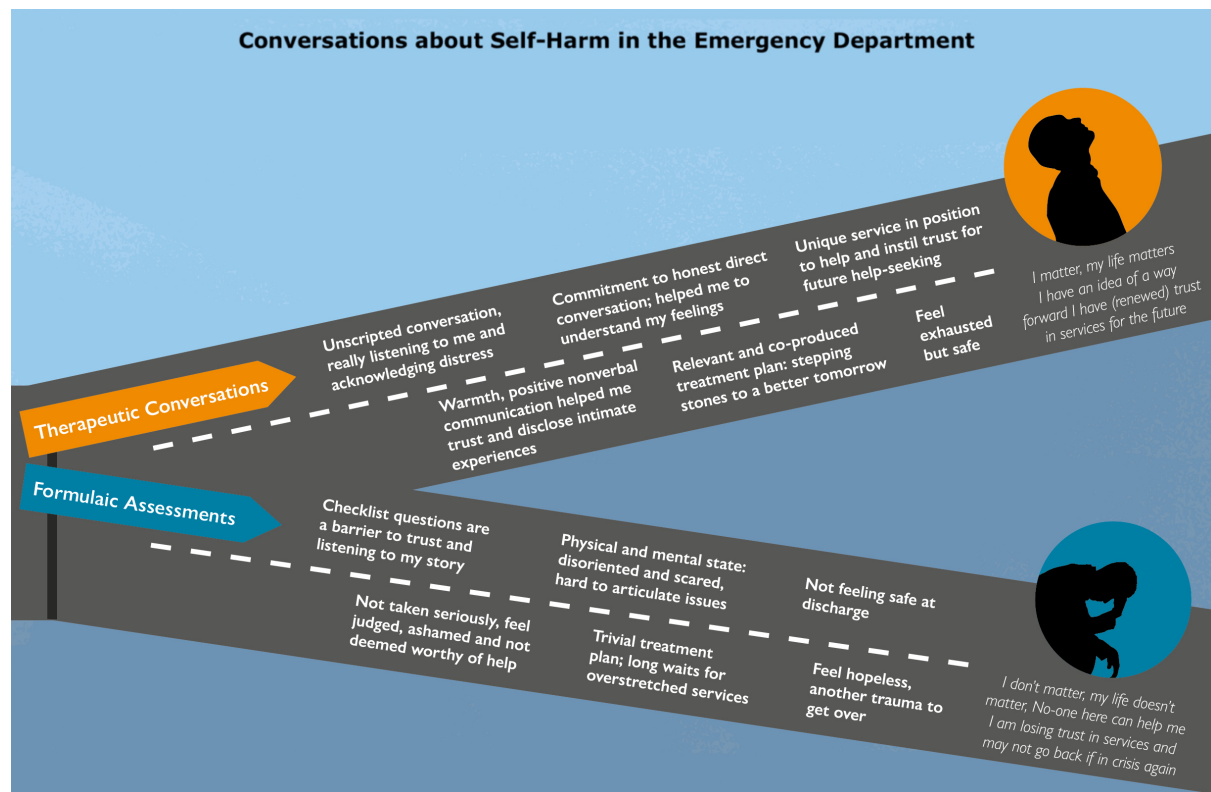 Conversations about Self-Harm in the Emergency Department
Therapeutic Conversations
Unscripted conversation,
really listening to me and
acknowledging distress
Warmth, positive nonverbal
communication helped me
trust and disclose intimate
experiences
Commitment to honest direct
conversation; helped me to
understand my feelings
Relevant and co-produced
treatment plan: stepping
stones to a better tomorrow
Unique service in position
to help and instil trust for
future help-seeking
Feel
exhausted
but safe
I matter, my life matters
I have an idea of a way
forward I have (renewed) trust
in services for the future
Formulaic Assessments
Checklist questions are
a barrier to trust and
listening to my story
Not taken seriously, feel
judged, ashamed and not
deemed worthy of help
Physical and mental state:
disoriented and scared,
hard to articulate issues
Trivial treatment
plan; long waits for
overstretched services
Not feeling safe at
discharge
Feel hopeless,
another trauma to
get over
I don't matter, my life doesn't
matter, No-one here can help me
I am losing trust in services and
may not go back if in crisis again